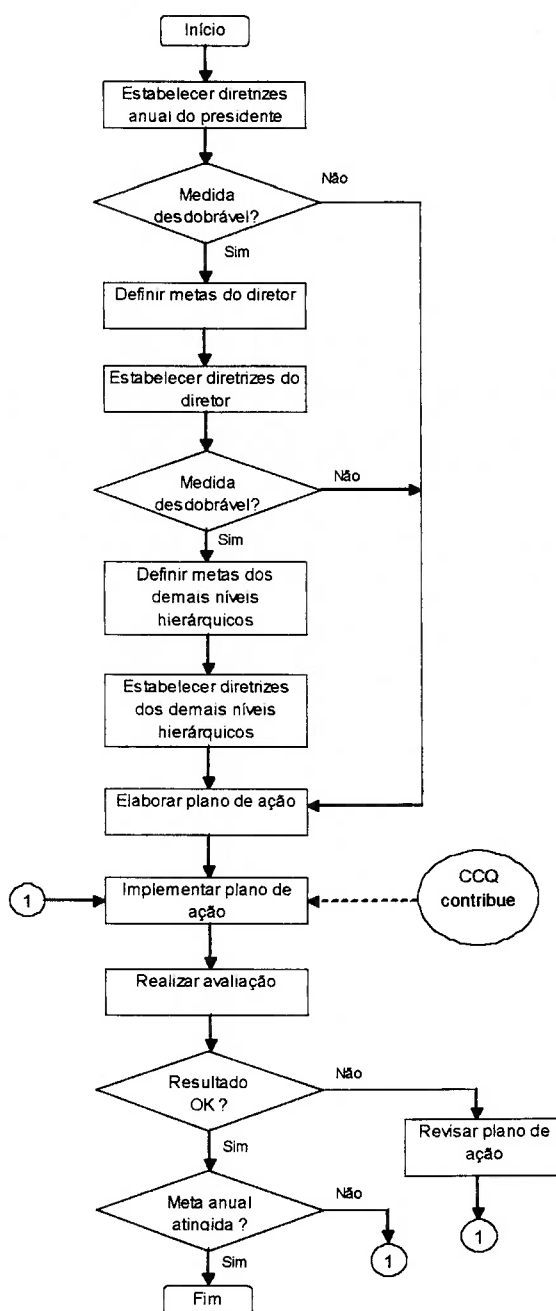 Início
Estabelecer diretrizes
anual do presidente
Medida
desdobrável?
Não
Sim
Definir metas do diretor
Estabelecer diretrizes do
diretor
Medida
desdobrável?
Não
Sim
Definir metas dos
demais níveis
hierárquicos
Estabelecer diretrizes
dos demais níveis
hierárquicos
Elaborar plano de ação
1
Implementar plano de
ação
CCQ
contribue
Realizar avaliação
Resultado
OK?
Não
Sim
Revisar plano de
ação
1
Meta anual
atingida ?
Não
1
Sim
Fim